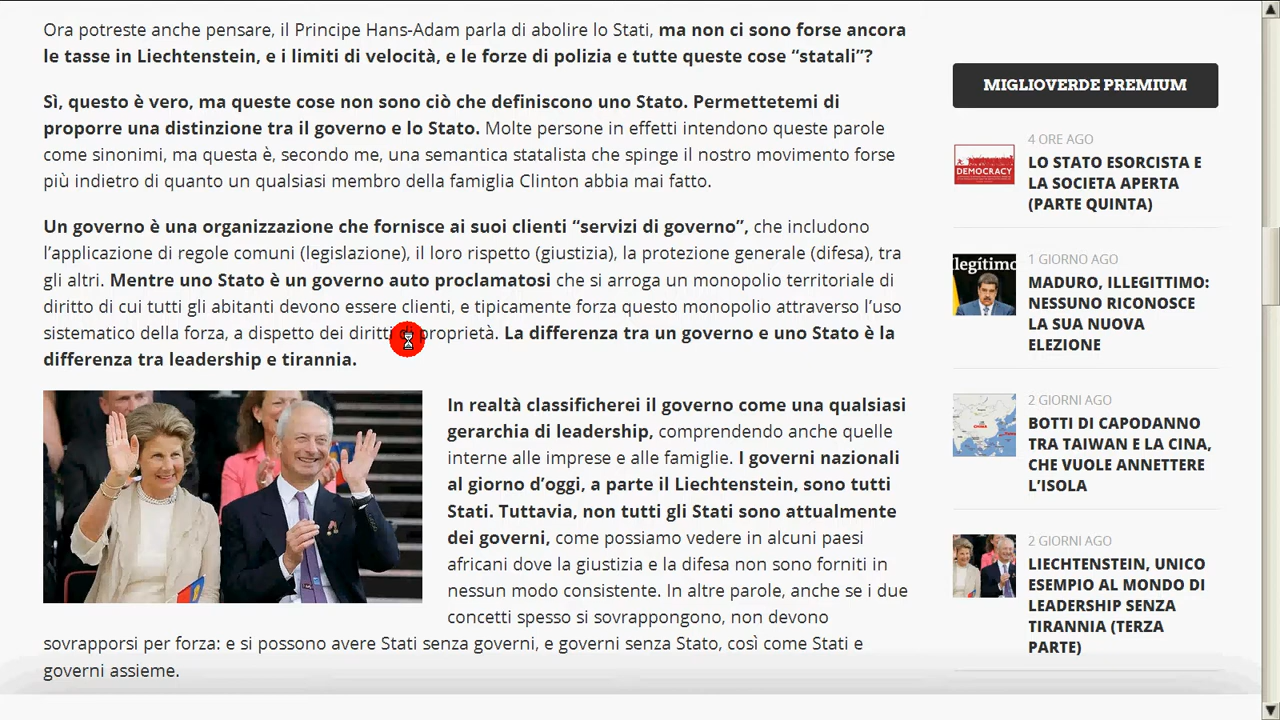 Ora potreste anche pensare, il Principe Hans-Adam parla di abolire lo Stati, ma non ci sono forse ancora
le tasse in Liechtenstein, e i limiti di velocità, e le forze di polizia e tutte queste cose “statali”?
Sì, questo è vero, ma queste cose non sono ciò che definiscono uno Stato. Permettetemi di
proporre una distinzione tra il governo e lo Stato. Molte persone in effetti intendono queste parole
come sinonimi, ma questa è, secondo me, una semantica statalista che spinge il nostro movimento forse
più indietro di quanto un qualsiasi membro della famiglia Clinton abbia mai fatto.
Un governo è una organizzazione che fornisce ai suoi clienti “servizi di governo”, che includono
l’applicazione di regole comuni (legislazione), il loro rispetto (giustizia), la protezione generale (difesa), tra
gli altri. Mentre uno Stato è un governo auto proclamatosi che si arroga un monopolio territoriale di
diritto di cui tutti gli abitanti devono essere clienti, e tipicamente forza questo monopolio attraverso l’uso
sistematico della forza, a dispetto dei diritti di proprietà. La differenza tra un governo e uno Stato è la
differenza tra leadership e tirannia.
In realtà classificherei il governo come una qualsiasi
gerarchia di leadership, comprendendo anche quelle
interne alle imprese e alle famiglie. I governi nazionali
al giorno d’oggi, a parte il Liechtenstein, sono tutti
Stati. Tuttavia, non tutti gli Stati sono attualmente
dei governi, come possiamo vedere in alcuni paesi
africani dove la giustizia e la difesa non sono forniti in
nessun modo consistente. In altre parole, anche se i due
concetti spesso si sovrappongono, non devono
sovrapporsi per forza: e si possono avere Stati senza governi, e governi senza Stato, così come Stati e
governi assieme.
MIGLIOVERDE PREMIUM
4 ORE AGO
DEMOCRACY
LO STATO ESORCISTA E
LA SOCIETA APERTA
(PARTE QUINTA)
1 GIORNO AGO
legítimo
MADURO, ILLEGITTIMO:
NESSUNO RICONOSCE
LA SUA NUOVA
ELEZIONE
2 GIORNI AGO
BOTTI DI CAPODANNO
TRA TAIWAN E LA CINA,
CHE VUOLE ANNETTERE
L’ISOLA
2 GIORNI AGO
LIECHTENSTEIN, UNICO
ESEMPIO AL MONDO DI
LEADERSHIP SENZA
TIRANNIA (TERZA
PARTE)